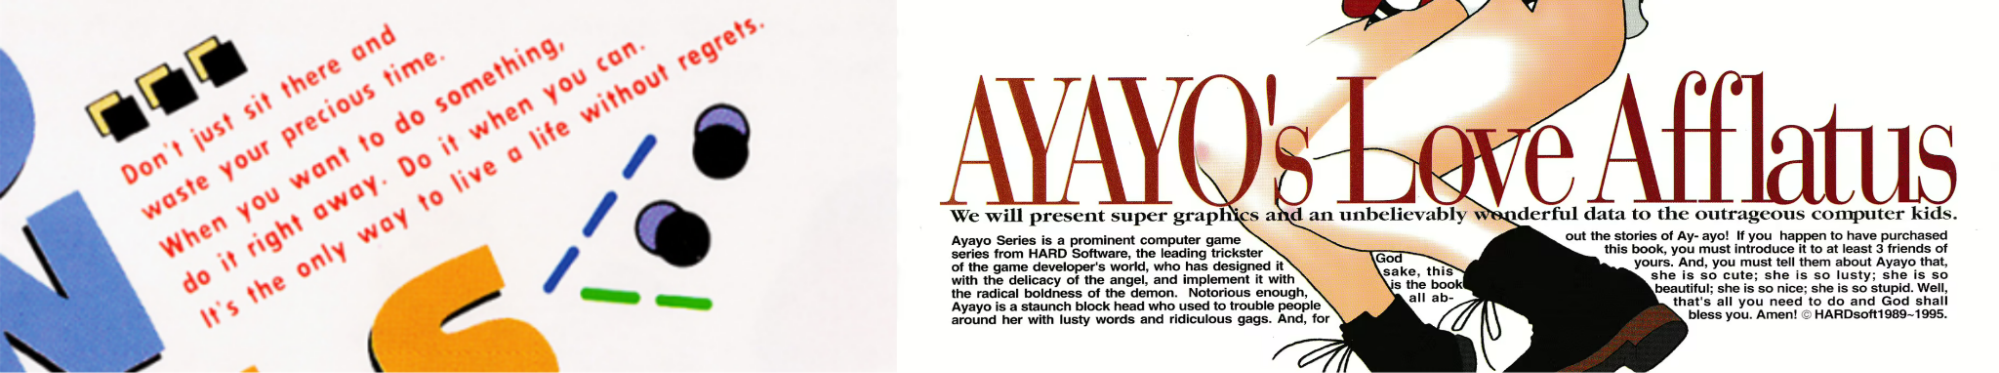 Don't just sit there and
waste your precious time.
When you want to do something,
do it right away. Do it when you can.
It's the only way to live a life without regrets.
AYAYO's Love Afflatus
We will present super graphics and an unbelievably wonderful data to the outrageous computer kids.
Ayayo Series is a prominent computer game
series from HARD Software, the leading trickster
of the game developer's world, who has designed it
with the delicacy of the angel, and implement it with
the radical boldness of the demon. Notorious enough,
Ayayo is a staunch block head who used to trouble people
around her with lusty words and ridiculous gags. And, for
God
sake, this
is the book
all ab-
out the stories of Ay- ayo! If you happen to have purchased
this book, you must introduce it to at least 3 friends of
yours. And, you must tell them about Ayayo that,
she is so cute; she is so lusty; she is so
beautiful; she is so nice; she is so stupid. Well,
that's all you need to do and God shall
bless you. Amen! © HARDsoft1989~1995.